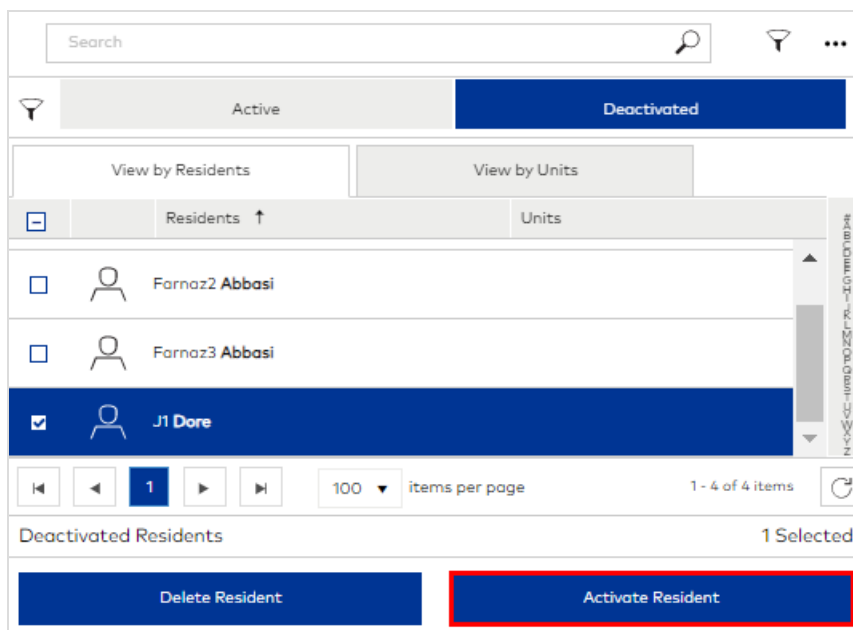 Search
Active Deactivated
View by Residents View by Units
Residents ↑ Units
Farnaz2 Abbasi
Farnaz3 Abbasi
J1 Dore
1 100 items per page 1 - 4 of 4 items
Deactivated Residents 1 Selected
Delete Resident Activate Resident
#
A
B
C
D
E
F
G
H
I
J
K
L
M
N
O
P
Q
R
S
T
U
V
W
X
Y
Z